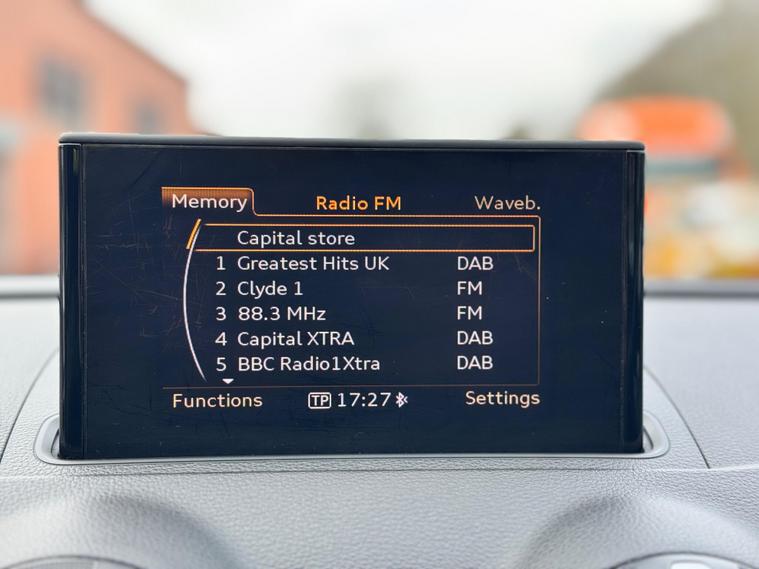 Memory Radio FM Waveb.
Capital store
1 Greatest Hits UK DAB
2 Clyde 1 FM
3 88.3 MHz FM
4 Capital XTRA DAB
5 BBC Radio1Xtra DAB
Functions TP 17:27 Settings